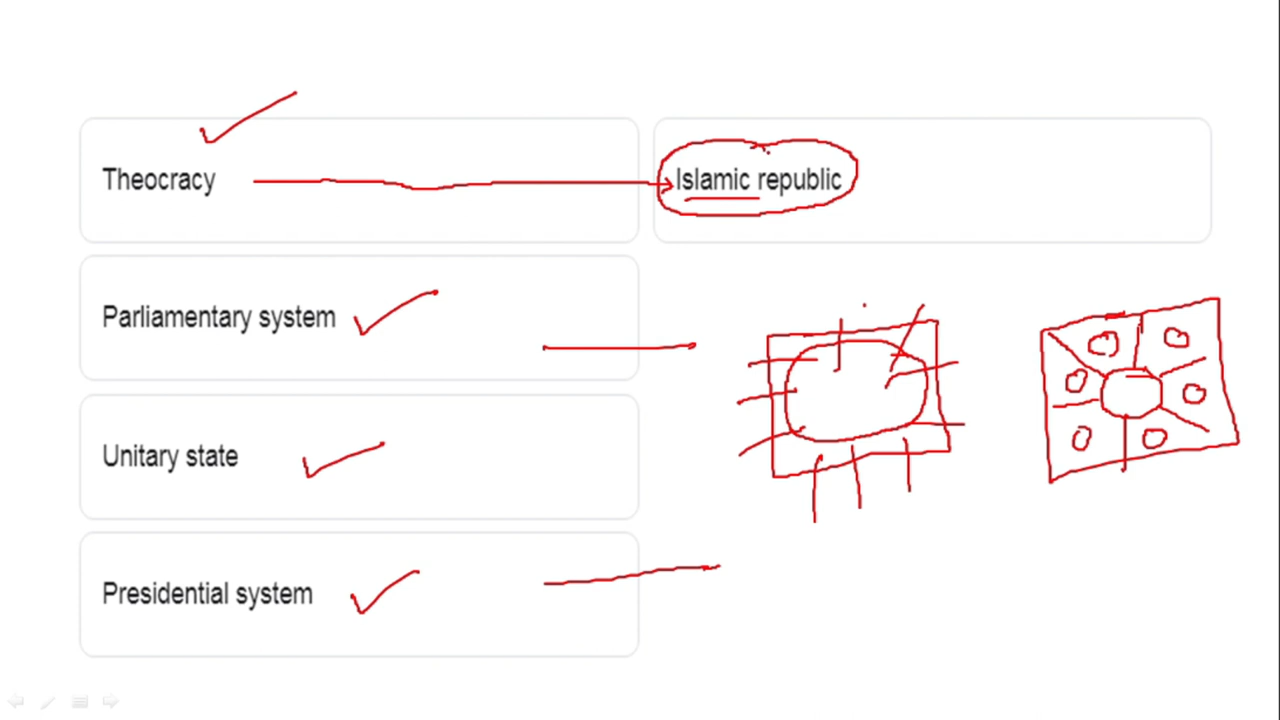 Theocracy
Islamic republic
Parliamentary system
Unitary state
Presidential system